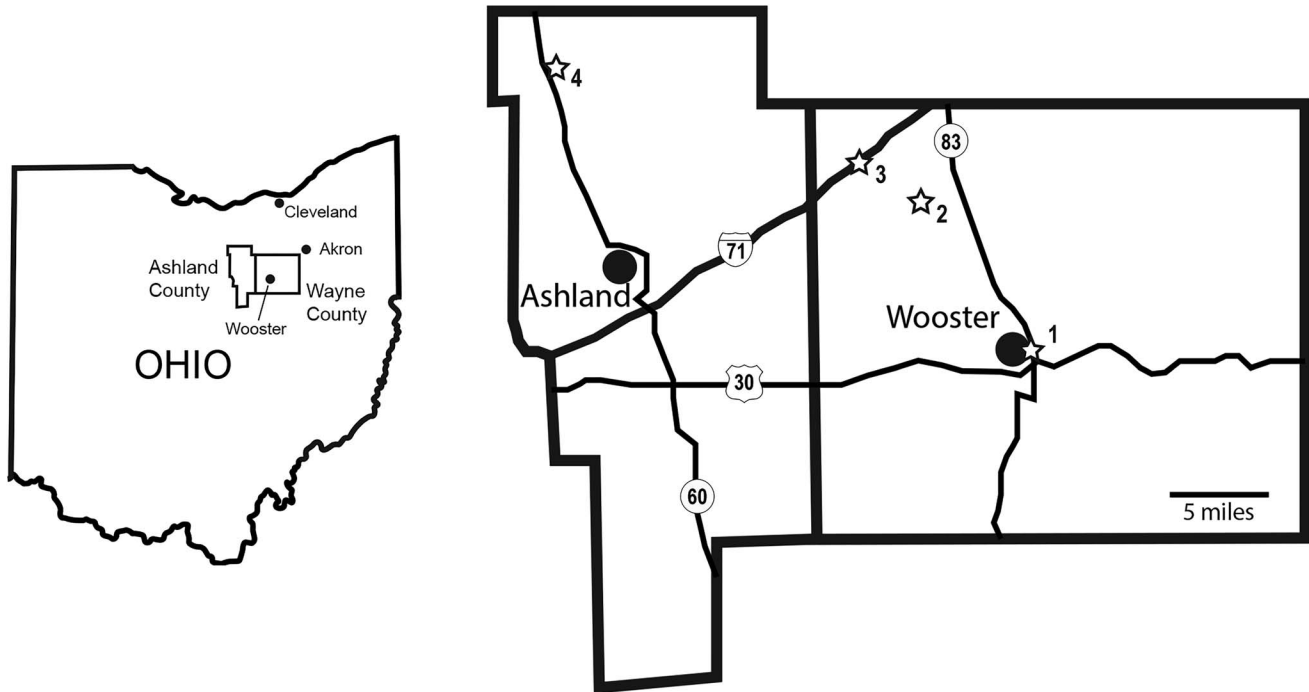 Cleveland
Akron
Ashland
County
Wayne
County
Wooster
OHIO
4
83
3
2
71
Ashland
Wooster
1
30
60
5 miles